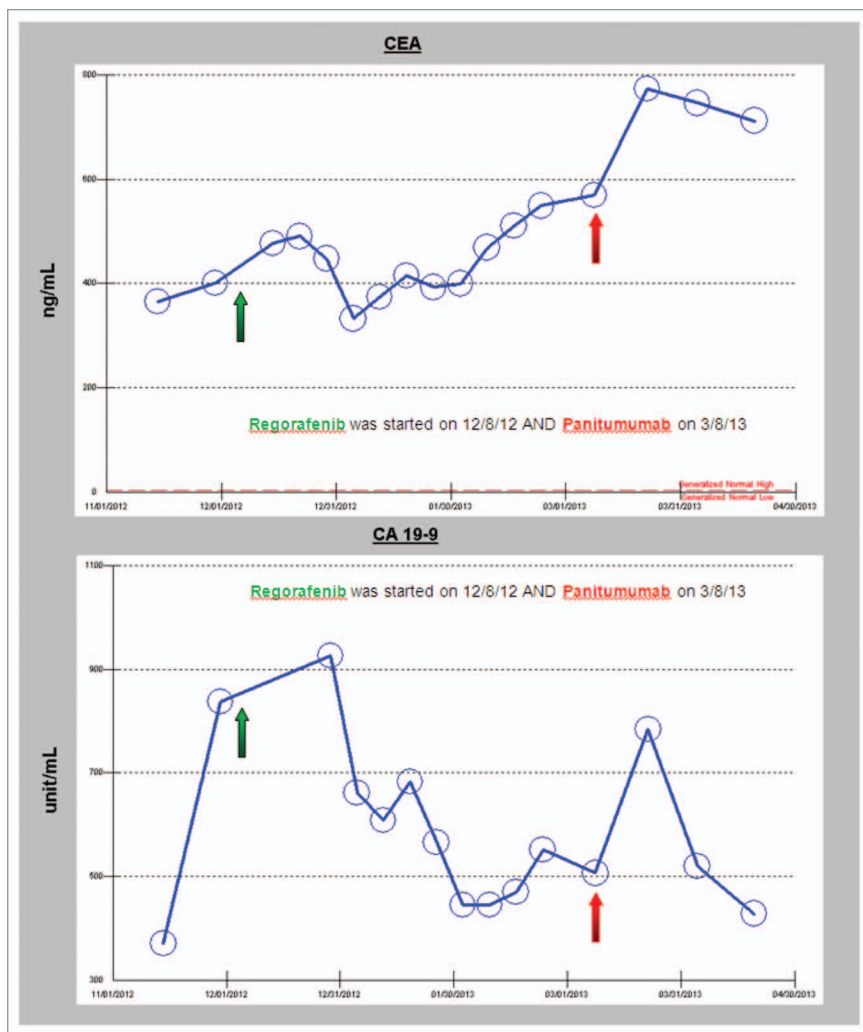 CEA
800
600
ng/mL
400
200
Regorafenib was started on 12/8/12 AND Panitumumab on 3/8/13
Generalized Normal High
0
Generalized Normal Low
11/01/2012 12/01/2012 12/31/2012 01/30/2013 03/01/2013 03/31/2013 04/30/2013
CA 19-9
1100
Regorafenib was started on 12/8/12 AND Panitumumab on 3/8/13
900
unit/mL
700
500
300
11/01/2012 12/01/2012 12/31/2012 01/30/2013 03/01/2013 03/31/2013 04/30/2013